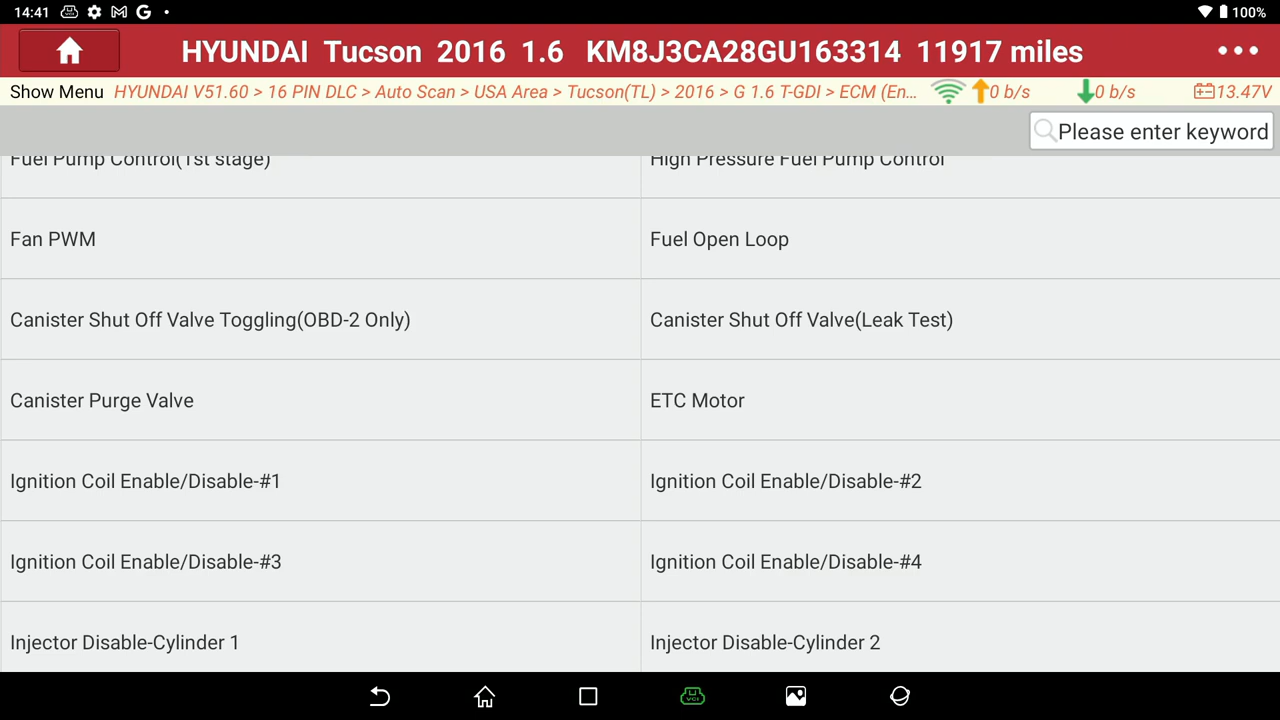 14:41 G 100%
HYUNDAI Tucson 2016 1.6 KM8J3CA28GU163314 11917 miles
Show Menu HYUNDAI V51.60 > 16 PIN DLC > Auto Scan > USA Area > Tucson(TL) > 2016 > G 1.6 T-GDI > ECM (En... 0 b/s 0 b/s 13.47V
Please enter keyword
Fuel Pump Control(1st stage) High Pressure Fuel Pump Control
Fan PWM Fuel Open Loop
Canister Shut Off Valve Toggling(OBD-2 Only) Canister Shut Off Valve(Leak Test)
Canister Purge Valve ETC Motor
Ignition Coil Enable/Disable-#1 Ignition Coil Enable/Disable-#2
Ignition Coil Enable/Disable-#3 Ignition Coil Enable/Disable-#4
Injector Disable-Cylinder 1 Injector Disable-Cylinder 2
VCI